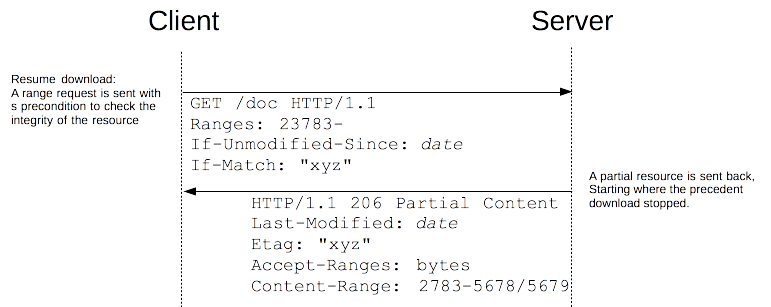 Client
Server
Resume download:
A range request is sent with
s precondition to check the
integrity of the resource
GET /doc HTTP/1.1
Ranges: 23783-
If-Unmodified-Since: date
If-Match: "xyz"
A partial resource is sent back,
Starting where the precedent
download stopped.
HTTP/1.1 206 Partial Content
Last-Modified: date
Etag: "xyz"
Accept-Ranges: bytes
Content-Range: 2783-5678/5679